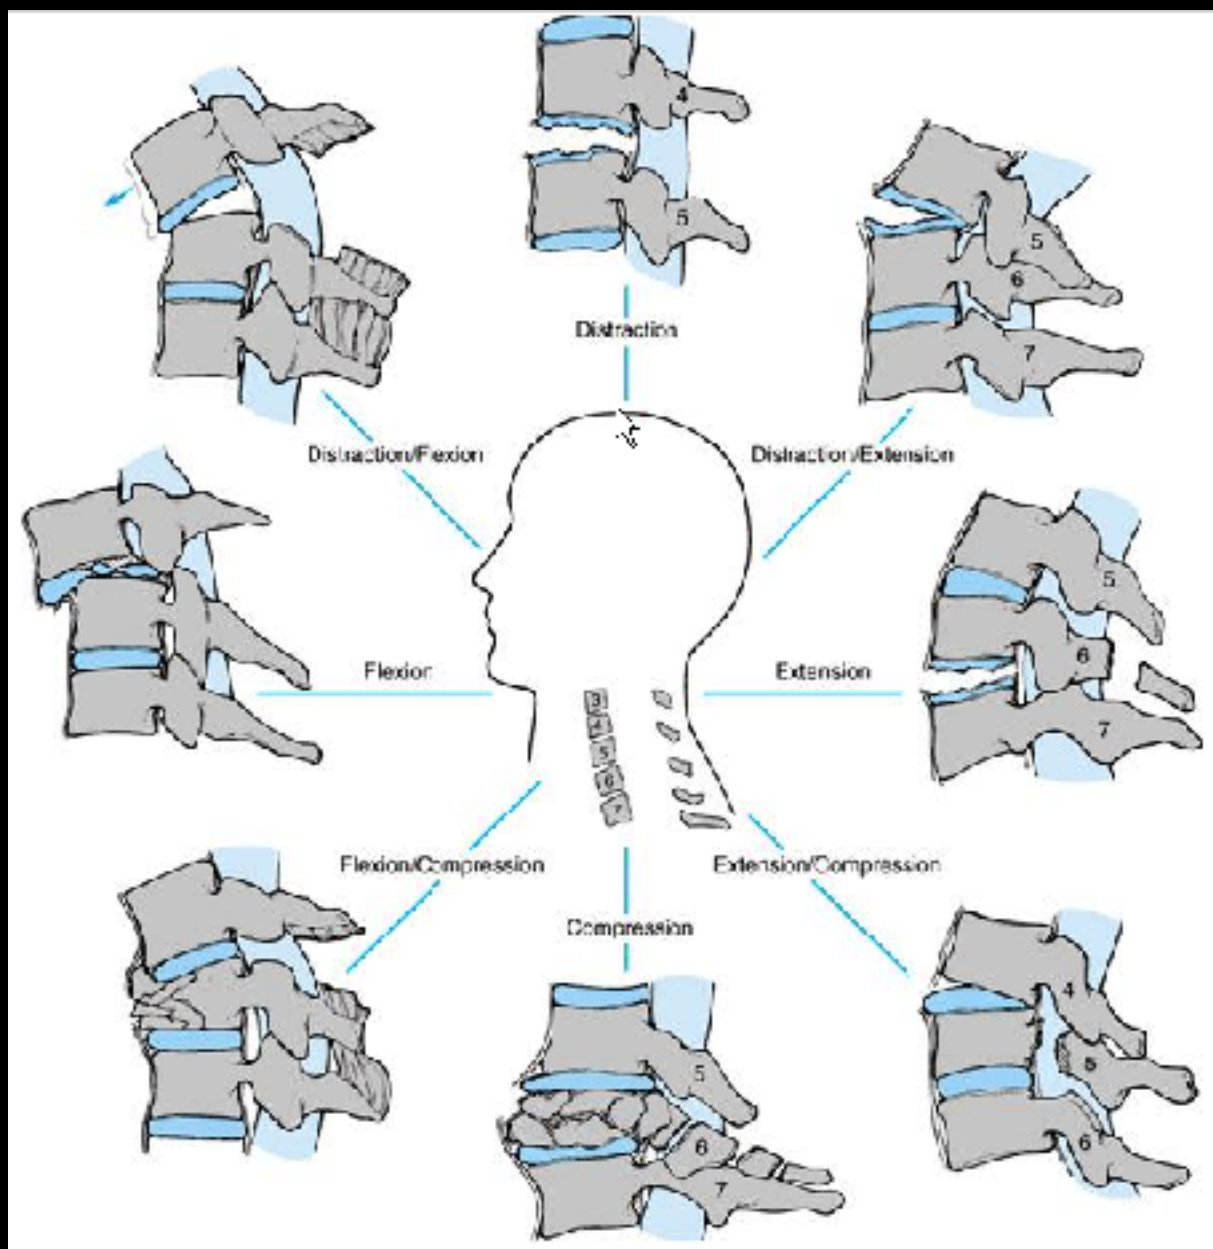 4
5
Distraction
5
6
7
Distraction/Flexion
Distraction/Extension
5
6
7
Flexion
Extension
3
4
5
6
7
Flexion/Compression
Extension/Compression
Compression
5
6
7
4
5
6